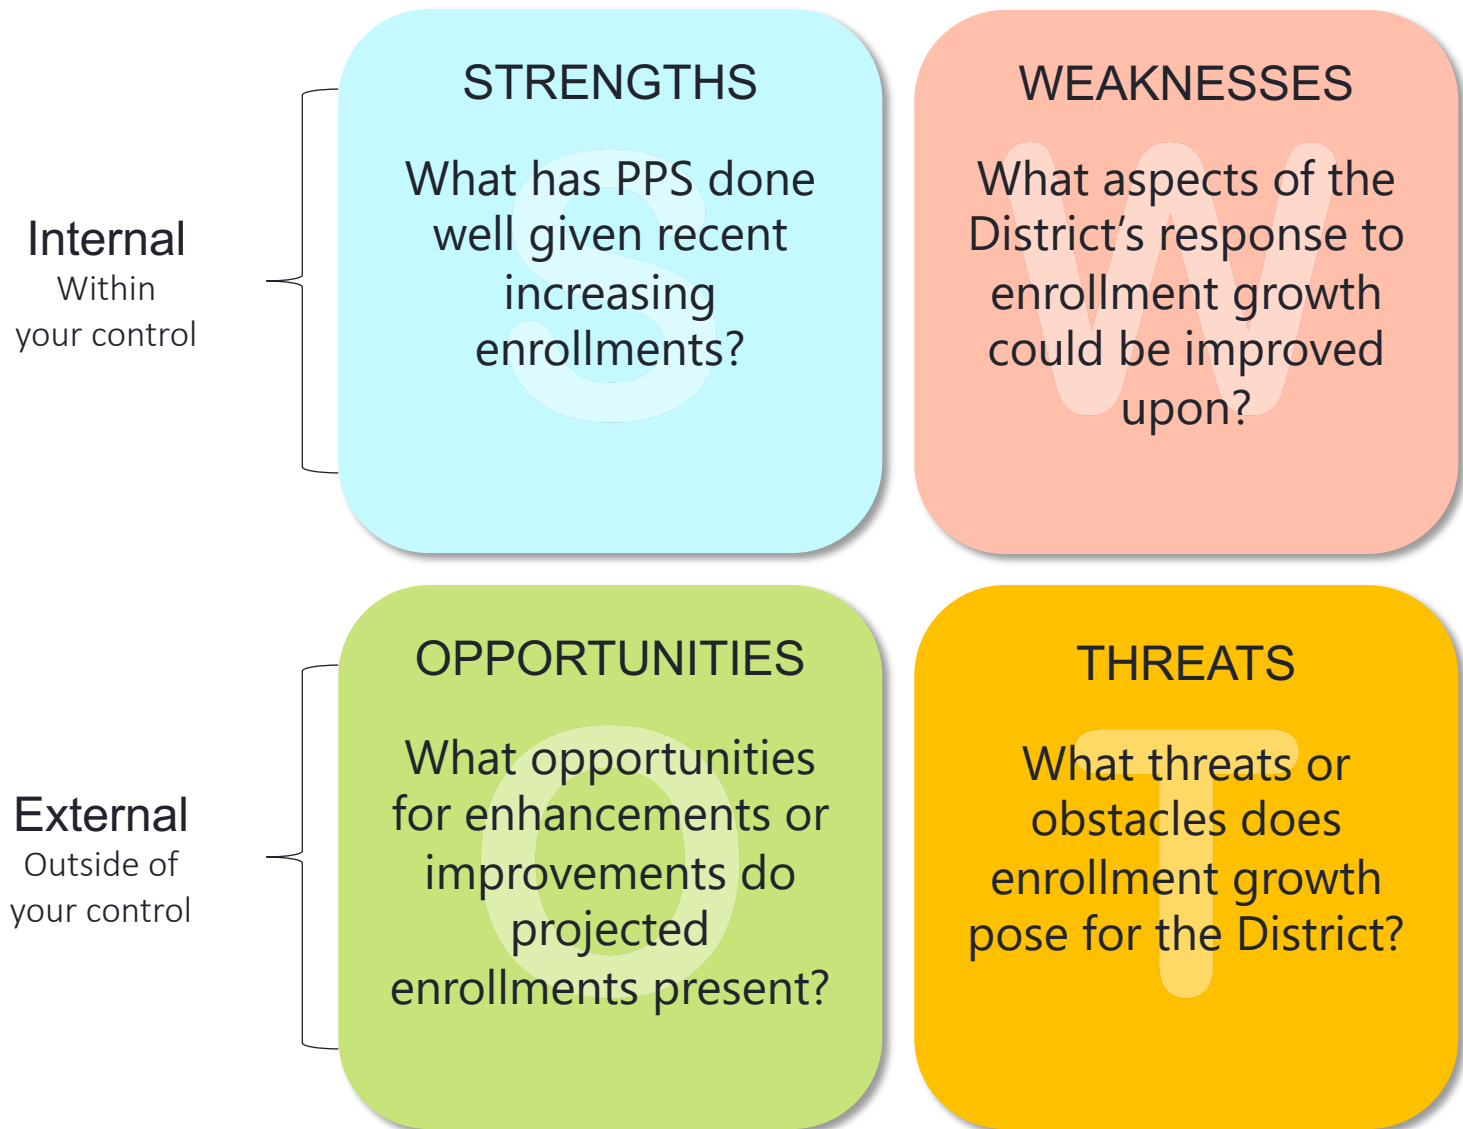 STRENGTHS
What has PPS done
well given recent
increasing
enrollments?
WEAKNESSES
What aspects of the
District’s response to
enrollment growth
could be improved
upon?
Internal
Within
your control
OPPORTUNITIES
What opportunities
for enhancements or
improvements do
projected
enrollments present?
THREATS
What threats or
obstacles does
enrollment growth
pose for the District?
External
Outside of
your control
S
W
O
T